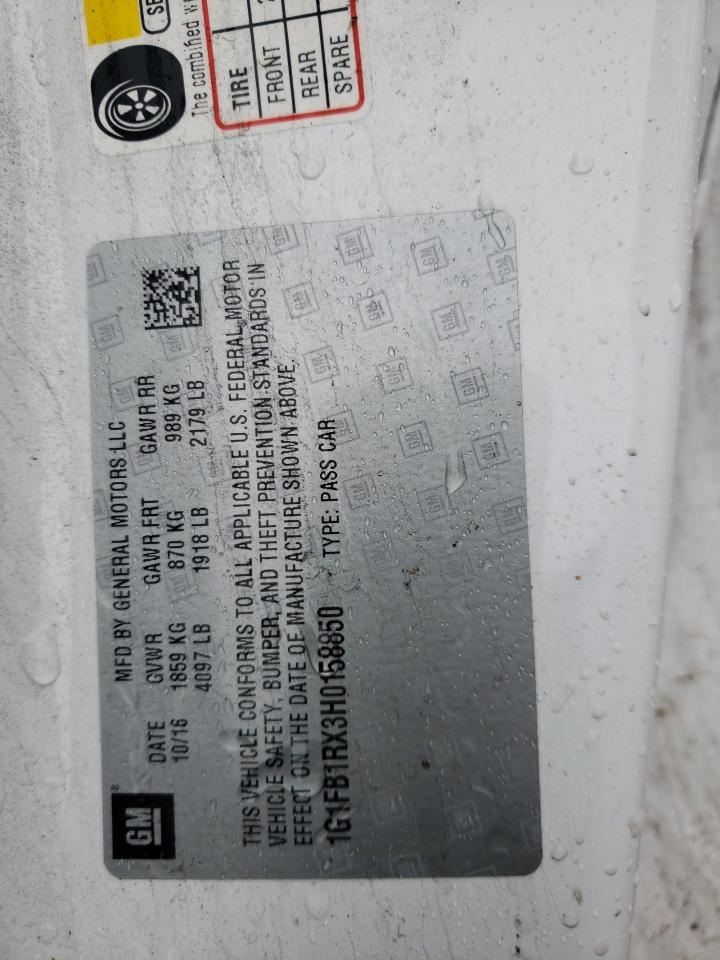 SE
The combined w
TIRE
FRONT
REAR
SPARE
GM
MFD BY GENERAL MOTORS LLC
DATE GVWR GAWR FRT GAWR RR
10/16 1859 KG 870 KG 989 KG
4097 LB 1918 LB 2179 LB
THIS VEHICLE CONFORMS TO ALL APPLICABLE U.S. FEDERAL MOTOR
VEHICLE SAFETY, BUMPER, AND THEFT PREVENTION STANDARDS IN
EFFECT ON THE DATE OF MANUFACTURE SHOWN ABOVE.
1G1FB1RX3H0158850 TYPE: PASS CAR